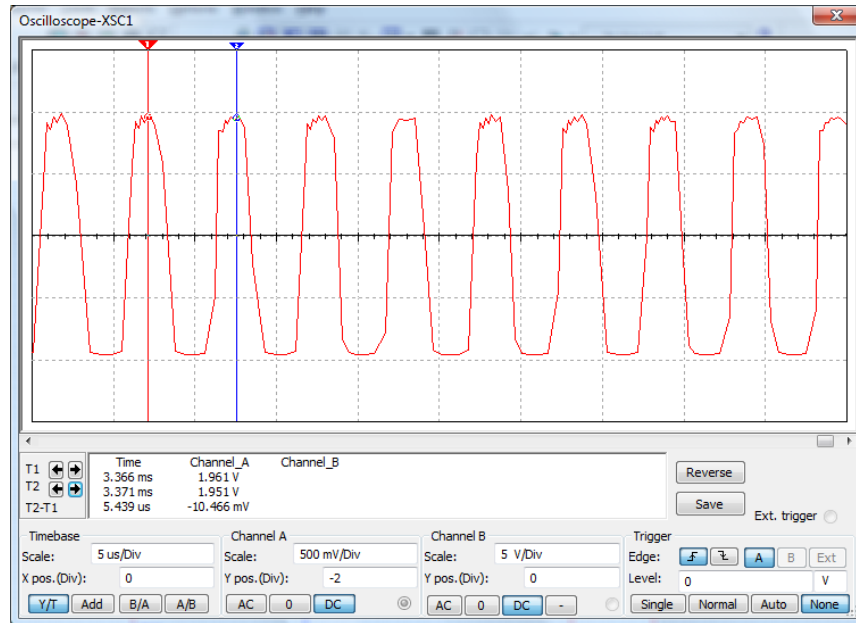 Oscilloscope-XSC1
1 2
Time Channel_A Channel_B
T1 3.366 ms 1.961 V
T2 3.371 ms 1.951 V
T2-T1 5.439 us -10.466 mV
Reverse
Save
Ext. trigger
Timebase Channel A Channel B Trigger
Scale: 5 us/Div Scale: 500 mV/Div Scale: 5 V/Div Edge: A B Ext
X pos.(Div): 0 Y pos.(Div): -2 Y pos.(Div): 0 Level: 0 V
Y/T Add B/A A/B AC 0 DC AC 0 DC - Single Normal Auto None